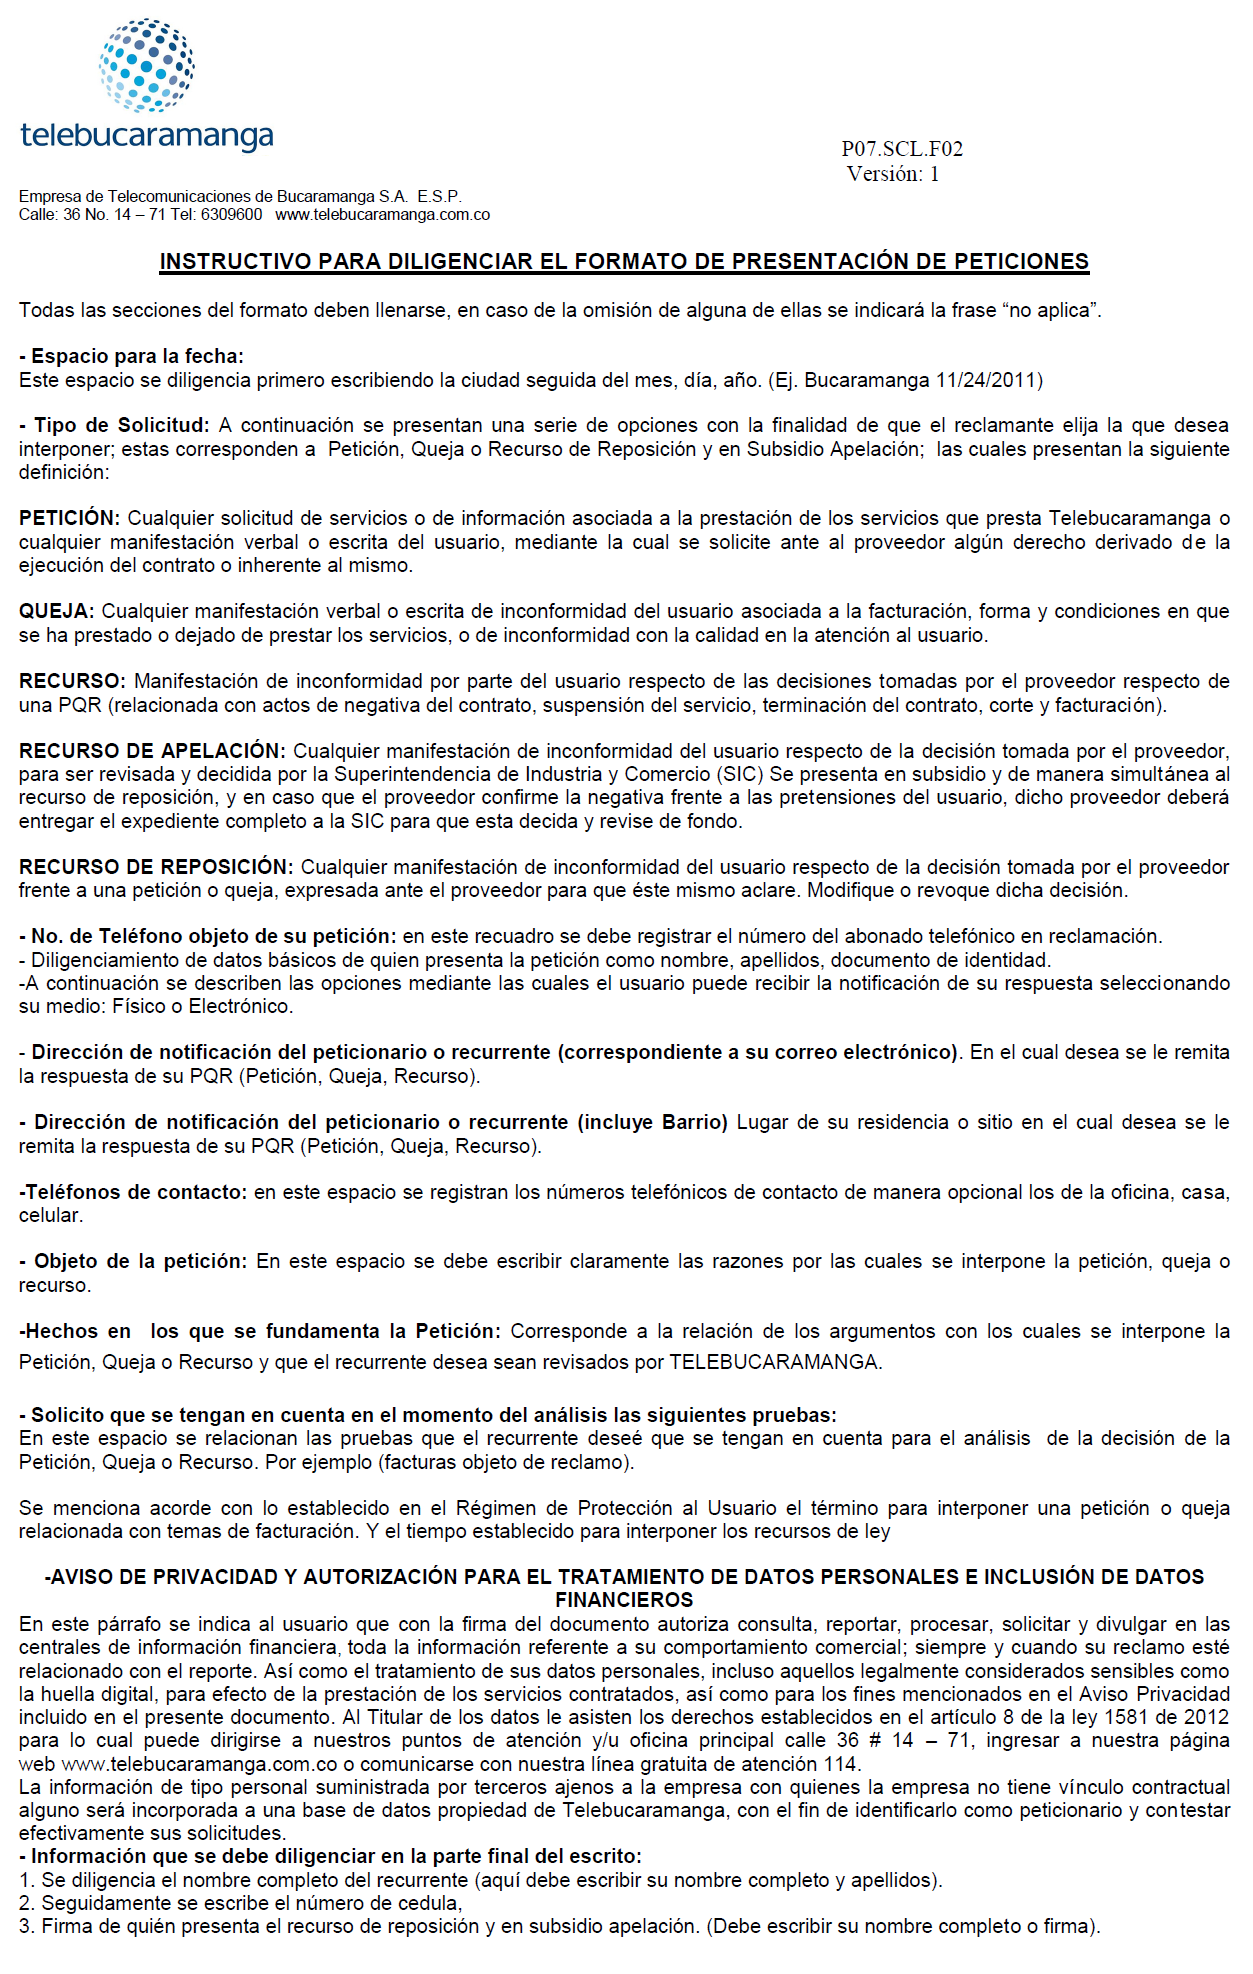 telebucaramanga
P07.SCL.F02
Versión: 1
Empresa de Telecomunicaciones de Bucaramanga S.A.  E.S.P.
Calle: 36 No. 14 – 71 Tel: 6309600   www.telebucaramanga.com.co
INSTRUCTIVO PARA DILIGENCIAR EL FORMATO DE PRESENTACIÓN DE PETICIONES
Todas las secciones del formato deben llenarse, en caso de la omisión de alguna de ellas se indicará la frase “no aplica”.
- Espacio para la fecha:
Este espacio se diligencia primero escribiendo la ciudad seguida del mes, día, año. (Ej. Bucaramanga 11/24/2011)
- Tipo de Solicitud: A continuación se presentan una serie de opciones con la finalidad de que el reclamante elija la que desea
interponer; estas corresponden a  Petición, Queja o Recurso de Reposición y en Subsidio Apelación;  las cuales presentan la siguiente
definición:
PETICIÓN: Cualquier solicitud de servicios o de información asociada a la prestación de los servicios que presta Telebucaramanga o
cualquier manifestación verbal o escrita del usuario, mediante la cual se solicite ante al proveedor algún derecho derivado de la
ejecución del contrato o inherente al mismo.
QUEJA: Cualquier manifestación verbal o escrita de inconformidad del usuario asociada a la facturación, forma y condiciones en que
se ha prestado o dejado de prestar los servicios, o de inconformidad con la calidad en la atención al usuario.
RECURSO: Manifestación de inconformidad por parte del usuario respecto de las decisiones tomadas por el proveedor respecto de
una PQR (relacionada con actos de negativa del contrato, suspensión del servicio, terminación del contrato, corte y facturación).
RECURSO DE APELACIÓN: Cualquier manifestación de inconformidad del usuario respecto de la decisión tomada por el proveedor,
para ser revisada y decidida por la Superintendencia de Industria y Comercio (SIC) Se presenta en subsidio y de manera simultánea al
recurso de reposición, y en caso que el proveedor confirme la negativa frente a las pretensiones del usuario, dicho proveedor deberá
entregar el expediente completo a la SIC para que esta decida y revise de fondo.
RECURSO DE REPOSICIÓN: Cualquier manifestación de inconformidad del usuario respecto de la decisión tomada por el proveedor
frente a una petición o queja, expresada ante el proveedor para que éste mismo aclare. Modifique o revoque dicha decisión.
- No. de Teléfono objeto de su petición: en este recuadro se debe registrar el número del abonado telefónico en reclamación.
- Diligenciamiento de datos básicos de quien presenta la petición como nombre, apellidos, documento de identidad.
-A continuación se describen las opciones mediante las cuales el usuario puede recibir la notificación de su respuesta seleccionando
su medio: Físico o Electrónico.
- Dirección de notificación del peticionario o recurrente (correspondiente a su correo electrónico). En el cual desea se le remita
la respuesta de su PQR (Petición, Queja, Recurso).
- Dirección de notificación del peticionario o recurrente (incluye Barrio) Lugar de su residencia o sitio en el cual desea se le
remita la respuesta de su PQR (Petición, Queja, Recurso).
-Teléfonos de contacto: en este espacio se registran los números telefónicos de contacto de manera opcional los de la oficina, casa,
celular.
- Objeto de la petición: En este espacio se debe escribir claramente las razones por las cuales se interpone la petición, queja o
recurso.
-Hechos en  los que se fundamenta la Petición: Corresponde a la relación de los argumentos con los cuales se interpone la
Petición, Queja o Recurso y que el recurrente desea sean revisados por TELEBUCARAMANGA.
- Solicito que se tengan en cuenta en el momento del análisis las siguientes pruebas:
En este espacio se relacionan las pruebas que el recurrente deseé que se tengan en cuenta para el análisis  de la decisión de la
Petición, Queja o Recurso. Por ejemplo (facturas objeto de reclamo).
Se menciona acorde con lo establecido en el Régimen de Protección al Usuario el término para interponer una petición o queja
relacionada con temas de facturación. Y el tiempo establecido para interponer los recursos de ley
-AVISO DE PRIVACIDAD Y AUTORIZACIÓN PARA EL TRATAMIENTO DE DATOS PERSONALES E INCLUSIÓN DE DATOS
FINANCIEROS
En este párrafo se indica al usuario que con la firma del documento autoriza consulta, reportar, procesar, solicitar y divulgar en las
centrales de información financiera, toda la información referente a su comportamiento comercial; siempre y cuando su reclamo esté
relacionado con el reporte. Así como el tratamiento de sus datos personales, incluso aquellos legalmente considerados sensibles como
la huella digital, para efecto de la prestación de los servicios contratados, así como para los fines mencionados en el Aviso Privacidad
incluido en el presente documento. Al Titular de los datos le asisten los derechos establecidos en el artículo 8 de la ley 1581 de 2012
para lo cual puede dirigirse a nuestros puntos de atención y/u oficina principal calle 36 # 14 – 71, ingresar a nuestra página
web www.telebucaramanga.com.co o comunicarse con nuestra línea gratuita de atención 114.
La información de tipo personal suministrada por terceros ajenos a la empresa con quienes la empresa no tiene vínculo contractual
alguno será incorporada a una base de datos propiedad de Telebucaramanga, con el fin de identificarlo como peticionario y contestar
efectivamente sus solicitudes.
- Información que se debe diligenciar en la parte final del escrito:
1. Se diligencia el nombre completo del recurrente (aquí debe escribir su nombre completo y apellidos).
2. Seguidamente se escribe el número de cedula,
3. Firma de quién presenta el recurso de reposición y en subsidio apelación. (Debe escribir su nombre completo o firma).